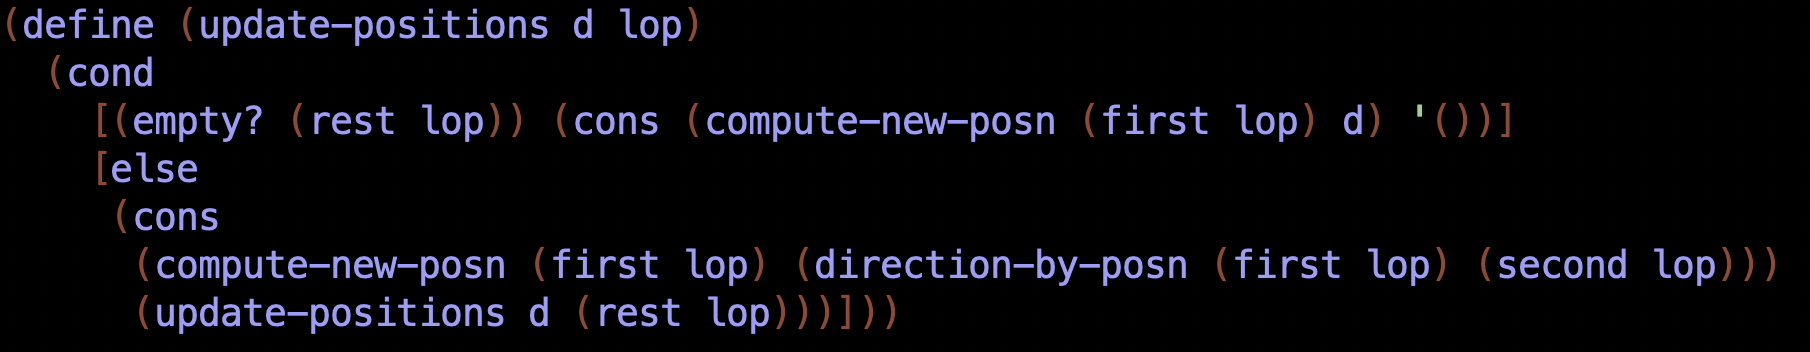 (define (update-positions d lop)
  (cond
    [(empty? (rest lop)) (cons (compute-new-posn (first lop) d) '())]
    [else
     (cons
      (compute-new-posn (first lop) (direction-by-posn (first lop) (second lop)))
      (update-positions d (rest lop)))]))